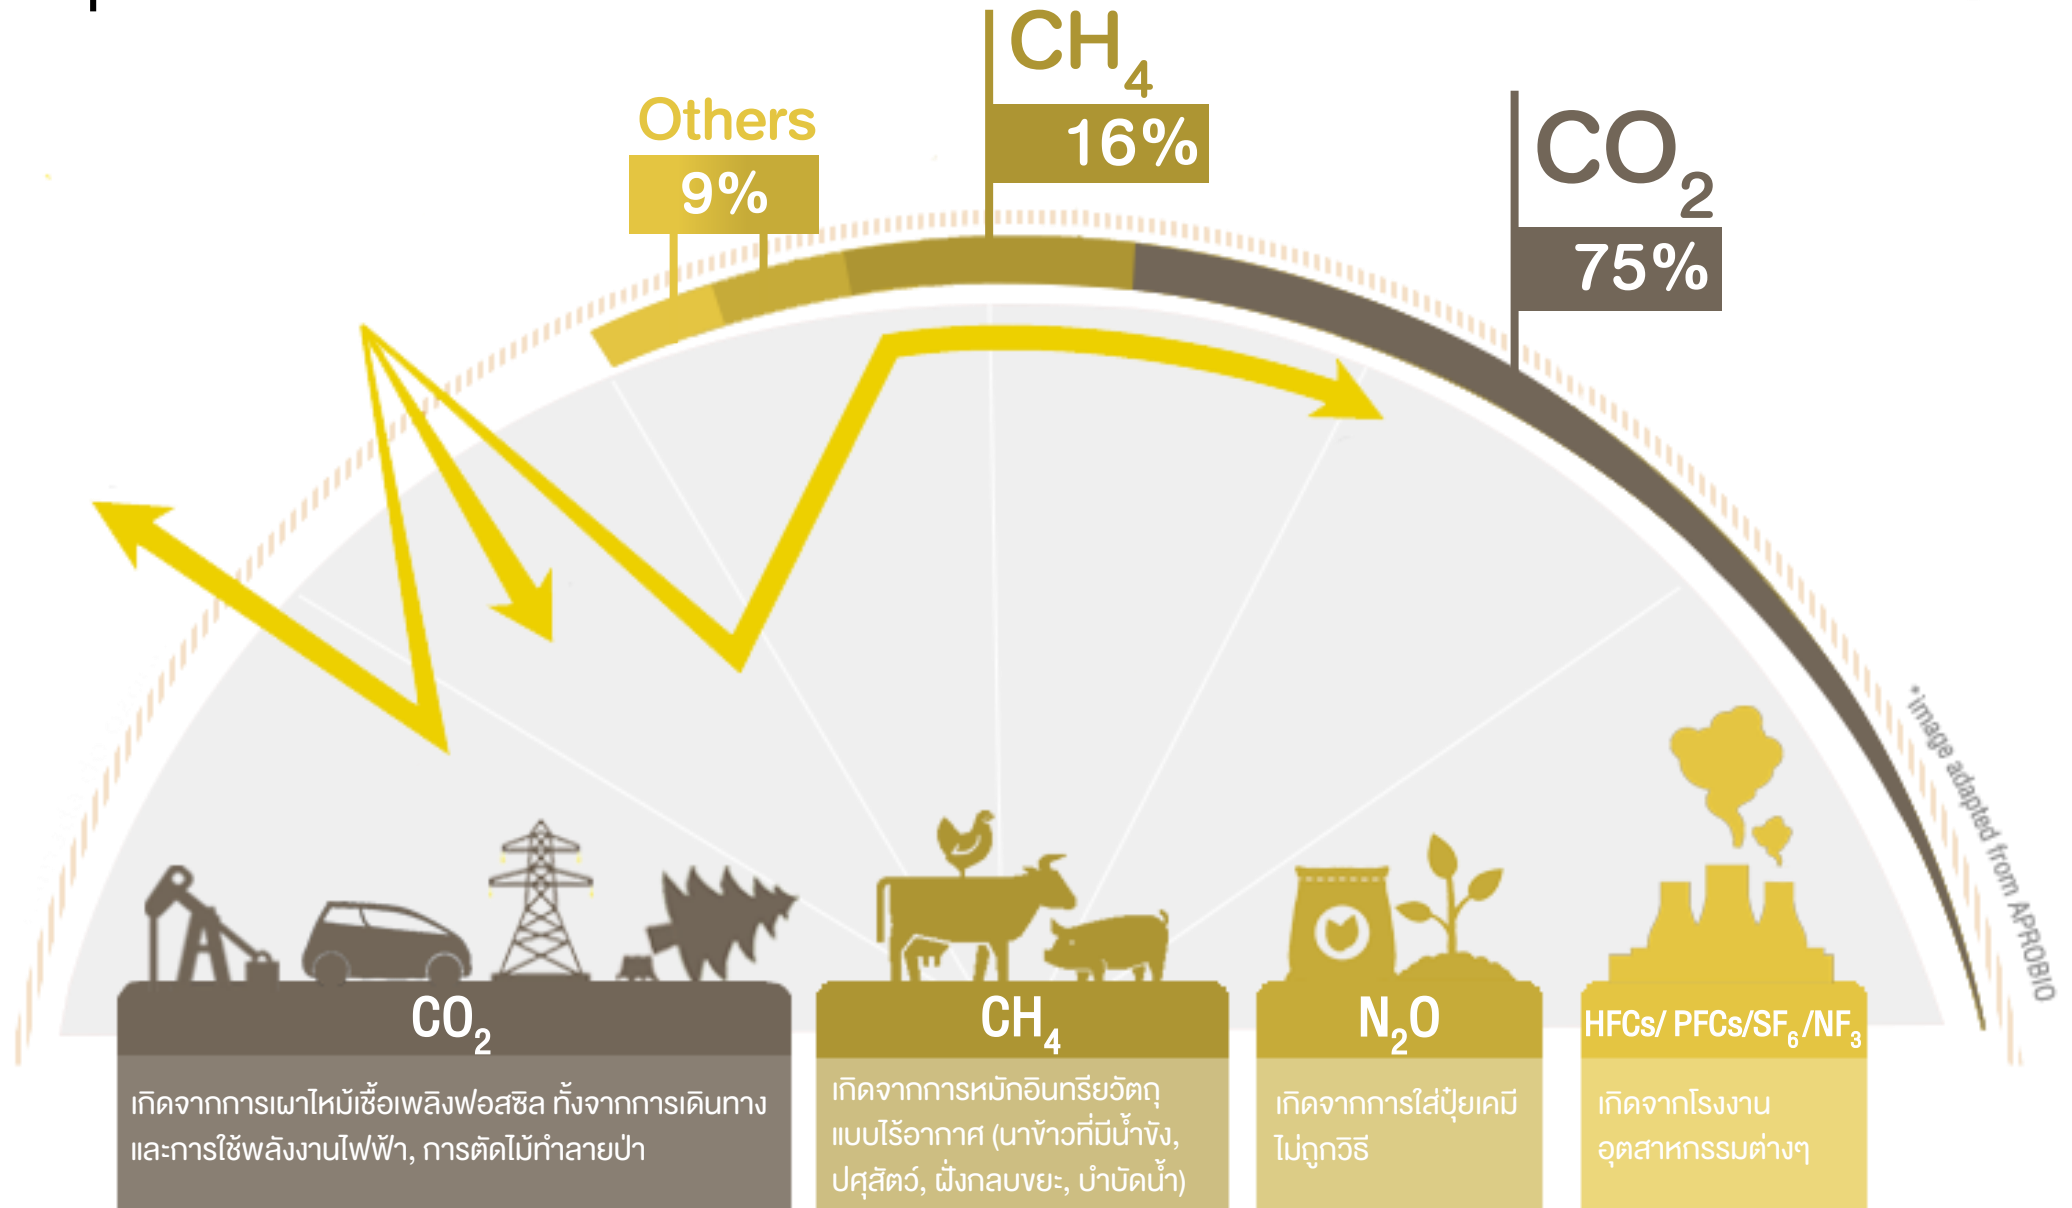 Others
9%
CH4
16%
CO2
75%
*image adapted from APROBIO
CO2
เกิดจากการเผาไหม้เชื้อเพลิงฟอสซิล ทั้งจากการเดินทาง
และการใช้พลังงานไฟฟ้า, การตัดไม้ทำลายป่า
CH4
เกิดจากการหมักอินทรียวัตถุ
แบบไร้อากาศ (นาข้าวที่มีน้ำขัง,
ปศุสัตว์, ฝังกลบขยะ, บำบัดน้ำ)
N2O
เกิดจากการใส่ปุ๋ยเคมี
ไม่ถูกวิธี
HFCs/ PFCs/SF6/NF3
เกิดจากโรงงาน
อุตสาหกรรมต่างๆ